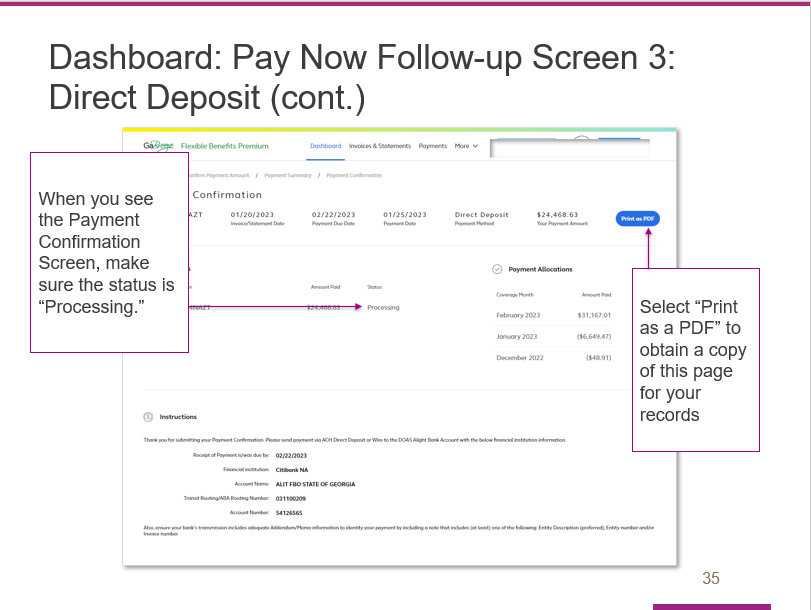 Dashboard: Pay Now Follow-up Screen 3:
Direct Deposit (cont.)
Flexible Benefits Premium
Dashboard Invoices & Statements Payments More
Confirm Payment Amount / Payment Summary / Payment Confirmation
Confirmation
AZT 01/20/2023 02/22/2023 01/25/2023 Direct Deposit $24,468.63 Print as PDF
Invoice/Statement Date Payment Due Date Payment Date Payment Method Your Payment Amount
When you see
the Payment
Confirmation
Screen, make
sure the status is
“Processing.”
Amount Paid Status
$24,468.63 Processing
Payment Allocations
Coverage Month Amount Paid
February 2023 $31,167.01
January 2023 ($6,649.47)
December 2022 ($48.91)
Select “Print
as a PDF” to
obtain a copy
of this page
for your
records
Instructions
Thank you for submitting your Payment Confirmation. Please send payment via ACH Direct Deposit or Wire to the DOAS Alight Bank Account with the below financial institution information.
Receipt of Payment is/was due by: 02/22/2023
Financial institution: Citibank NA
Account Name: ALIT FBO STATE OF GEORGIA
Transit Routing/ABA Routing Number: 031100209
Account Number: 54126565
Also, ensure your bank's transmission includes adequate Addendum/Memo information to identity your payment by including a note that includes (at least) one of the following: Entity Description (preferred), Entity number and/or
Invoice number
35